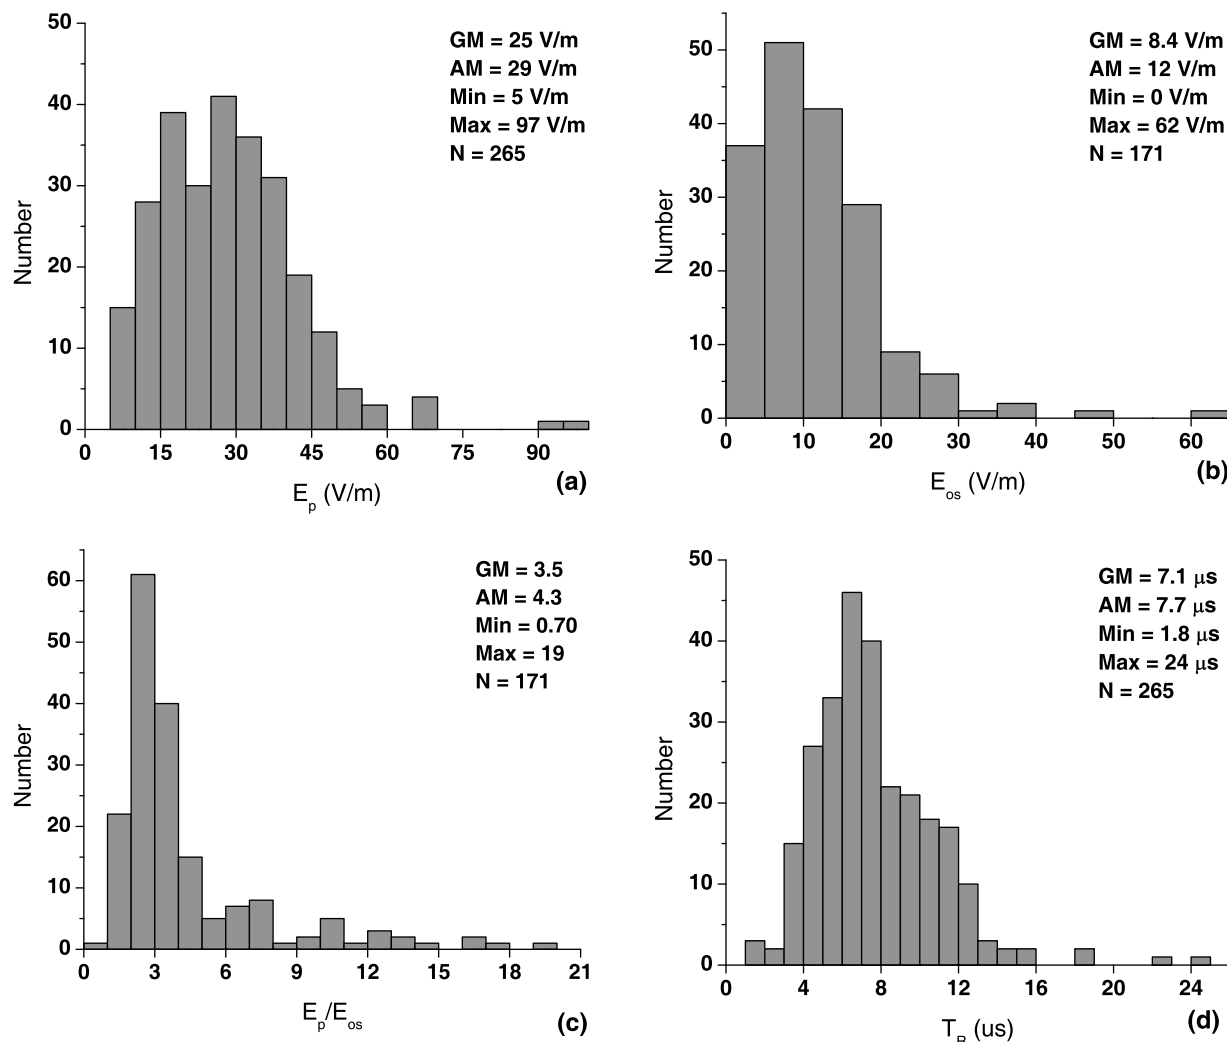 50
40
30
20
10
0
Number
GM = 25 V/m
AM = 29 V/m
Min = 5 V/m
Max = 97 V/m
N = 265
0 15 30 45 60 75 90
E_p (V/m)
(a)
50
40
30
20
10
0
Number
GM = 8.4 V/m
AM = 12 V/m
Min = 0 V/m
Max = 62 V/m
N = 171
0 10 20 30 40 50 60
E_os (V/m)
(b)
60
50
40
30
20
10
0
Number
GM = 3.5
AM = 4.3
Min = 0.70
Max = 19
N = 171
0 3 6 9 12 15 18 21
E_p/E_os
(c)
50
40
30
20
10
0
Number
GM = 7.1 μs
AM = 7.7 μs
Min = 1.8 μs
Max = 24 μs
N = 265
0 4 8 12 16 20 24
T_R (us)
(d)